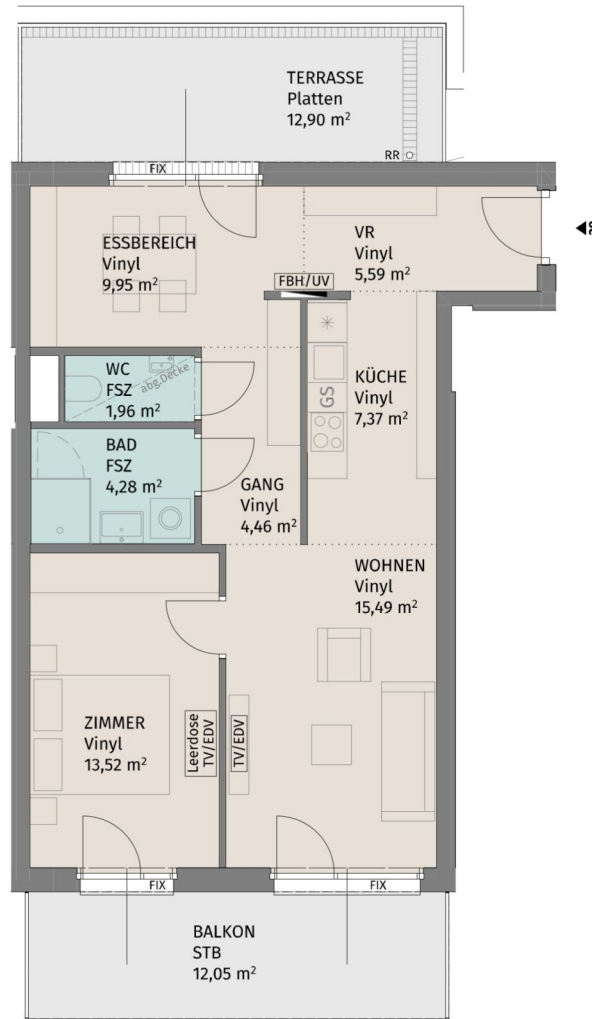 TERRASSE
Platten
12,90 m²
RR
FIX
ESSBEREICH
Vinyl
9,95 m²
VR
Vinyl
5,59 m²
FBH/UV
WC
FSZ
1,96 m²
abg.Decke
KÜCHE
Vinyl
7,37 m²
GS
BAD
FSZ
4,28 m²
GANG
Vinyl
4,46 m²
WOHNEN
Vinyl
15,49 m²
ZIMMER
Vinyl
13,52 m²
Leerdose
TV/EDV
TV/EDV
FIX
FIX
BALKON
STB
12,05 m²